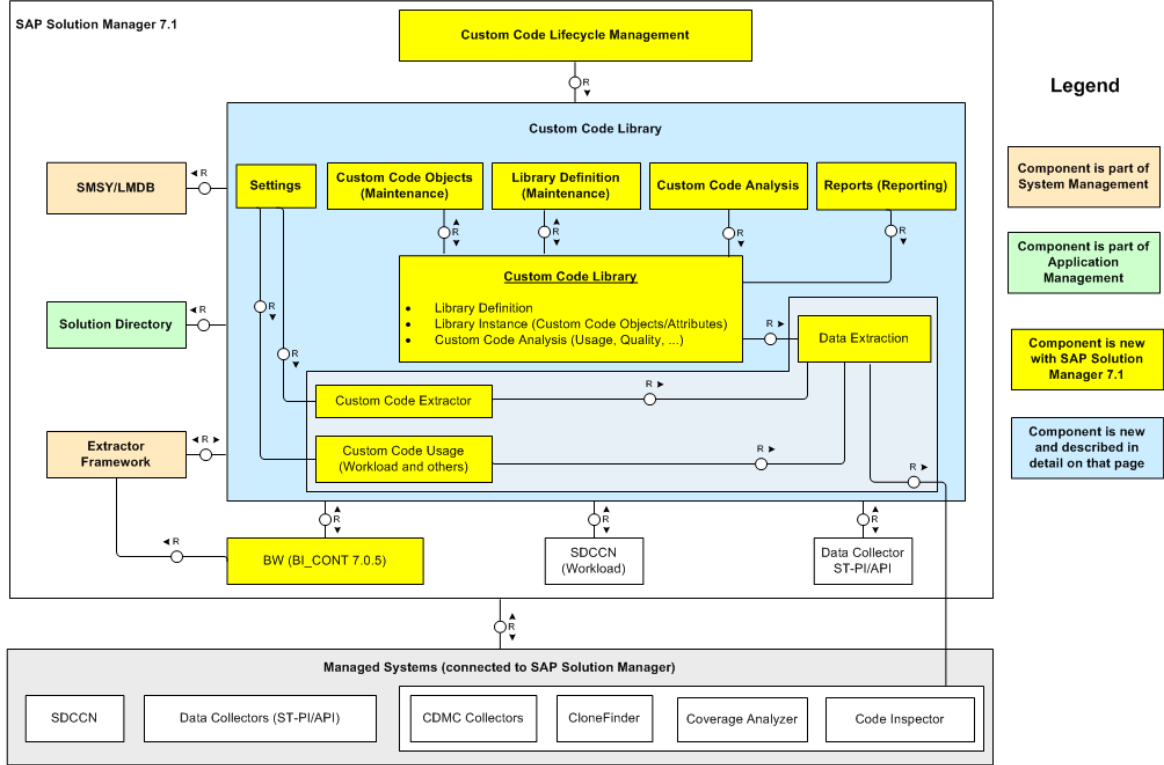 SAP Solution Manager 7.1
Custom Code Lifecycle Management
R
Legend
Custom Code Library
SMSY/LMDB
R
Settings
Custom Code Objects
(Maintenance)
Library Definition
(Maintenance)
Custom Code Analysis
Reports (Reporting)
Component is part of
System Management
R
R
R
R
Custom Code Library
• Library Definition
• Library Instance (Custom Code Objects/Attributes)
• Custom Code Analysis (Usage, Quality, ...)
Component is part of
Application
Management
R
Solution Directory
R
R
R
Data Extraction
Component is new
with SAP Solution
Manager 7.1
Custom Code Extractor
R
Extractor
Framework
R
Custom Code Usage
(Workload and others)
R
R
Component is new
and described in
detail on that page
R
R
R
R
BW (BI_CONT 7.0.5)
SDCCN
(Workload)
Data Collector
ST-PI/API
R
Managed Systems (connected to SAP Solution Manager)
SDCCN
Data Collectors (ST-PI/API)
CDMC Collectors
CloneFinder
Coverage Analyzer
Code Inspector